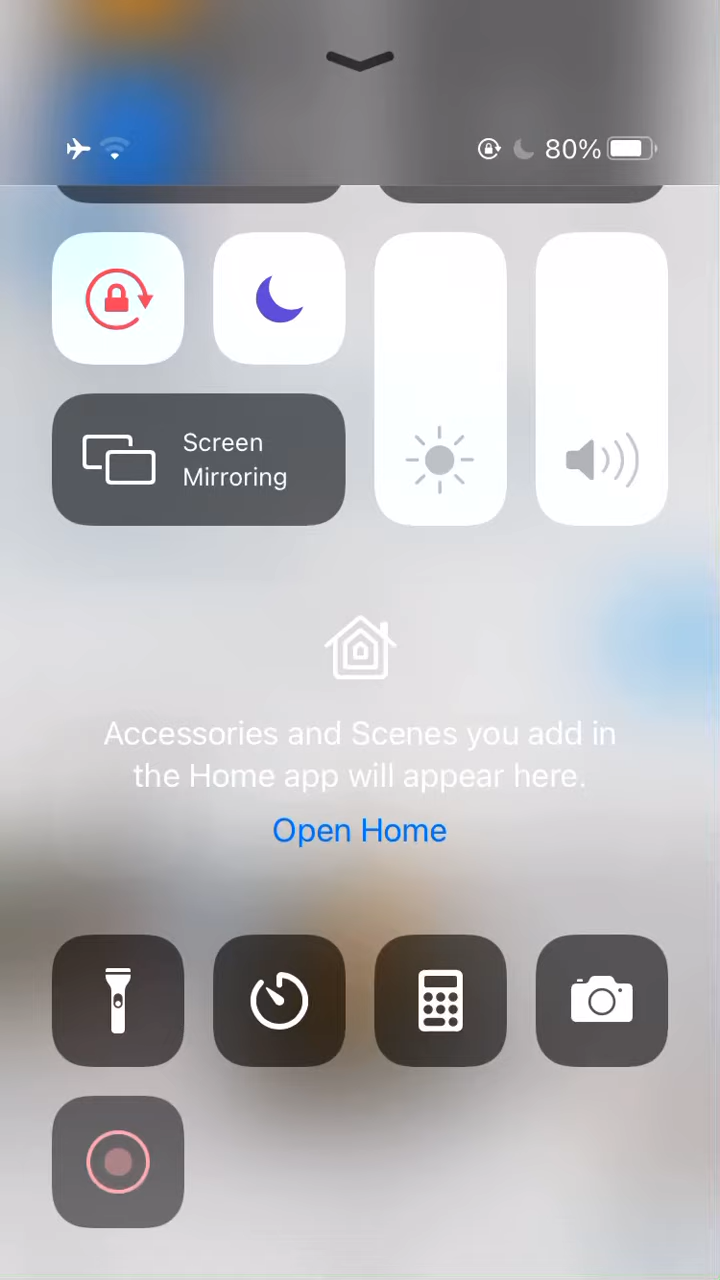 80%
Screen
Mirroring
Accessories and Scenes you add in
the Home app will appear here.
Open Home